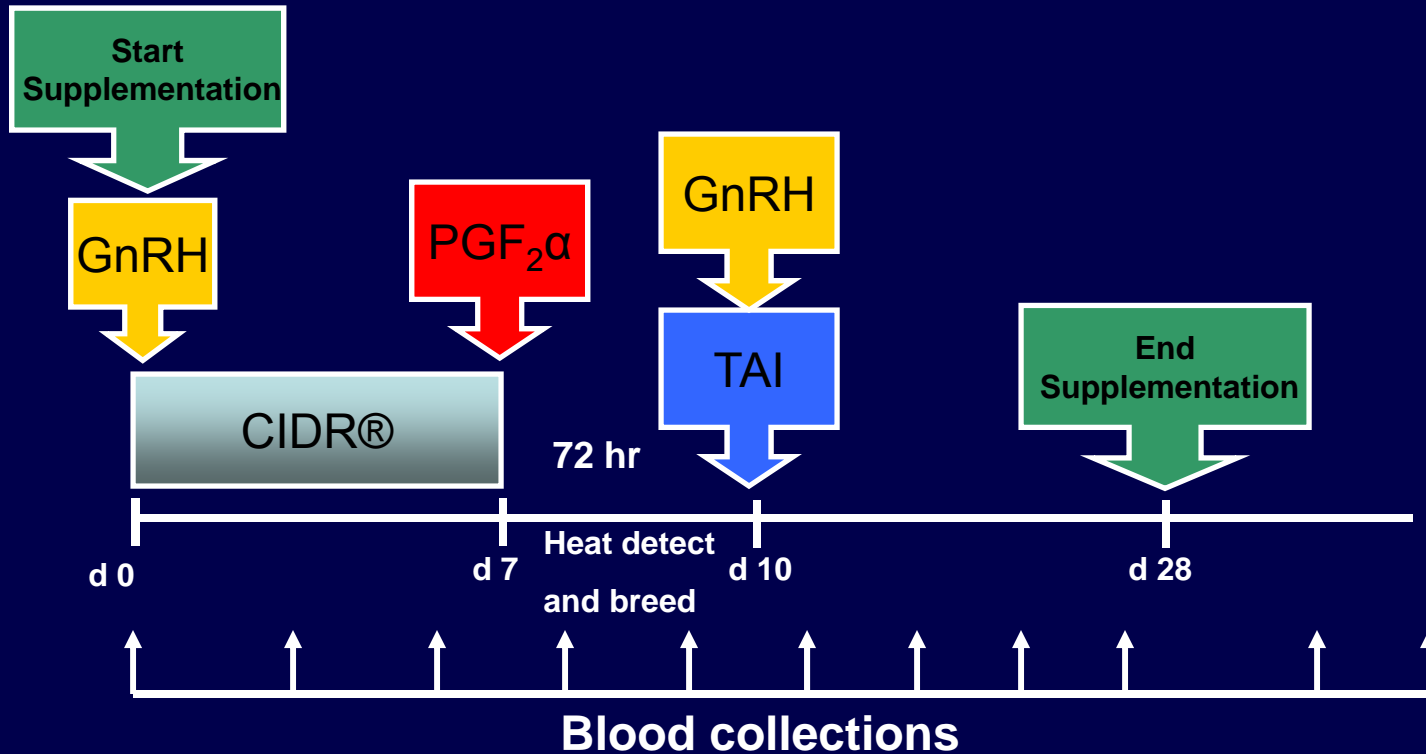 Start
Supplementation
GnRH
PGF₂α
GnRH
CIDR®
72 hr
TAI
End
Supplementation
d 0
d 7
Heat detect
and breed
d 10
d 28
Blood collections